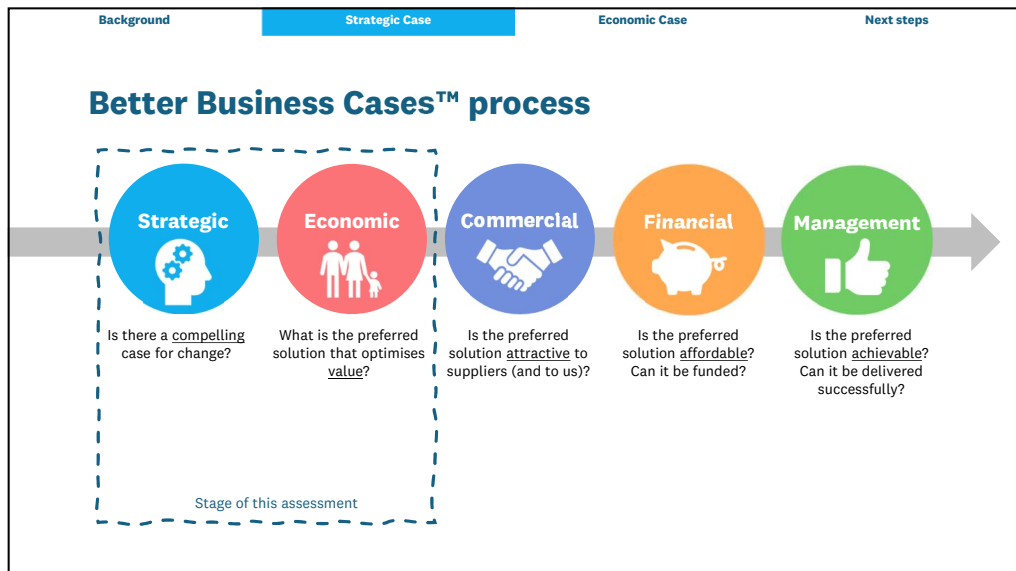 Background
Strategic Case
Economic Case
Next steps
Better Business Cases™ process
Strategic
Economic
Commercial
Financial
Management
Is there a compelling
case for change?
What is the preferred
solution that optimises
value?
Is the preferred
solution attractive to
suppliers (and to us)?
Is the preferred
solution affordable?
Can it be funded?
Is the preferred
solution achievable?
Can it be delivered
successfully?
Stage of this assessment